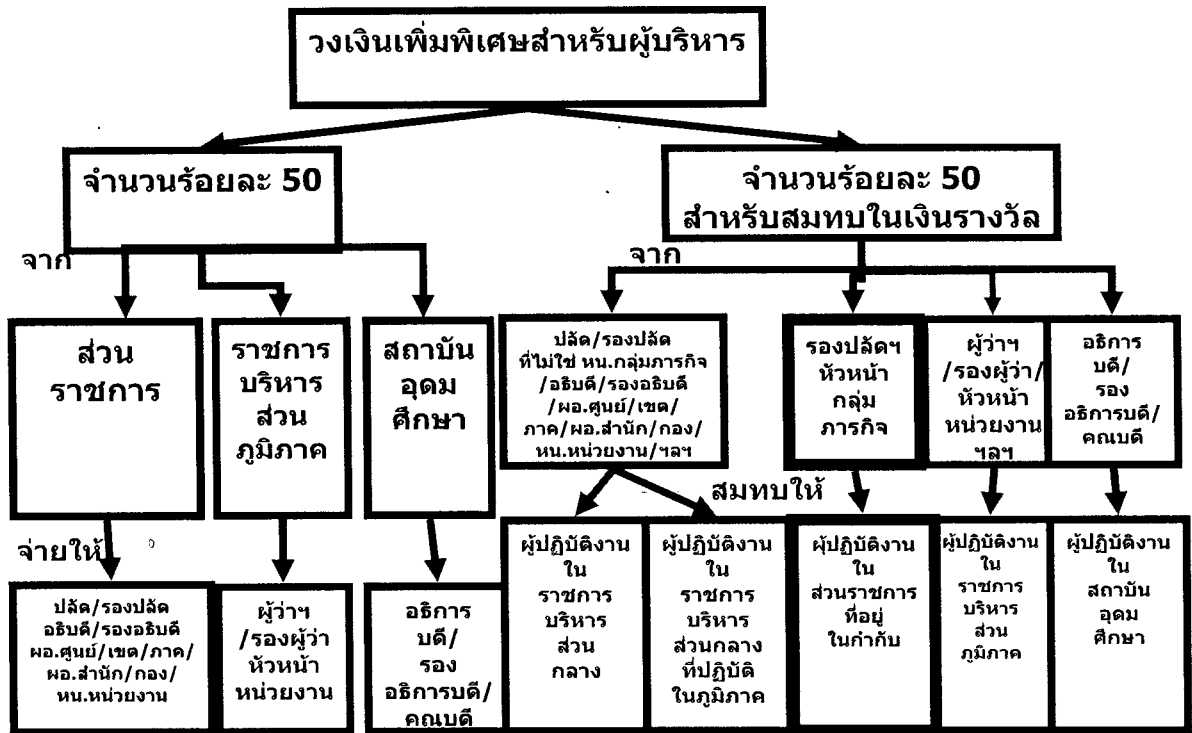 วงเงินเพิ่มพิเศษสำหรับผู้บริหาร
จำนวนร้อยละ 50
จำนวนร้อยละ 50
สำหรับสมทบในเงินรางวัล
จาก
จาก
ส่วน
ราชการ
ราชการ
บริหาร
ส่วน
ภูมิภาค
สถาบัน
อุดม
ศึกษา
ปลัด/รองปลัด
ที่ไม่ใช่ หน.กลุ่มภารกิจ
/อธิบดี/รองอธิบดี
/ผอ.ศูนย์/เขต/
ภาค/ผอ.สำนัก/กอง/
หน.หน่วยงาน/ฯลฯ
รองปลัดฯ
หัวหน้า
กลุ่ม
ภารกิจ
ผู้ว่าฯ
/รองผู้ว่า/
หัวหน้า
หน่วยงาน
ฯลฯ
อธิการ
บดี/
รอง
อธิการบดี/
คณบดี
จ่ายให้
สมทบให้
ปลัด/รองปลัด
อธิบดี/รองอธิบดี
ผอ.ศูนย์/เขต/ภาค/
ผอ.สำนัก/กอง/
หน.หน่วยงาน
ผู้ว่าฯ
/รองผู้ว่า
หัวหน้า
หน่วยงาน
อธิการ
บดี/
รอง
อธิการบดี/
คณบดี
ผู้ปฏิบัติงาน
ใน
ราชการ
บริหาร
ส่วน
กลาง
ผู้ปฏิบัติงาน
ใน
ราชการ
บริหาร
ส่วนกลาง
ที่ปฏิบัติ
ในภูมิภาค
ผู้ปฏิบัติงาน
ใน
ส่วนราชการ
ที่อยู่
ในกำกับ
ผู้ปฏิบัติงาน
ใน
ราชการ
บริหาร
ส่วน
ภูมิภาค
ผู้ปฏิบัติงาน
ใน
สถาบัน
อุดม
ศึกษา